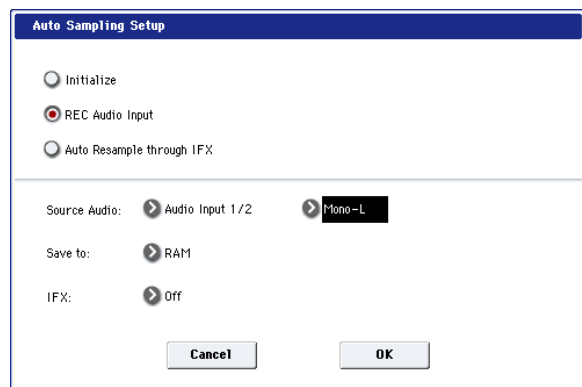 Auto Sampling Setup
Initialize
REC Audio Input
Auto Resample through IFX
Source Audio: Audio Input 1/2 Mono-L
Save to: RAM
IFX: Off
Cancel OK